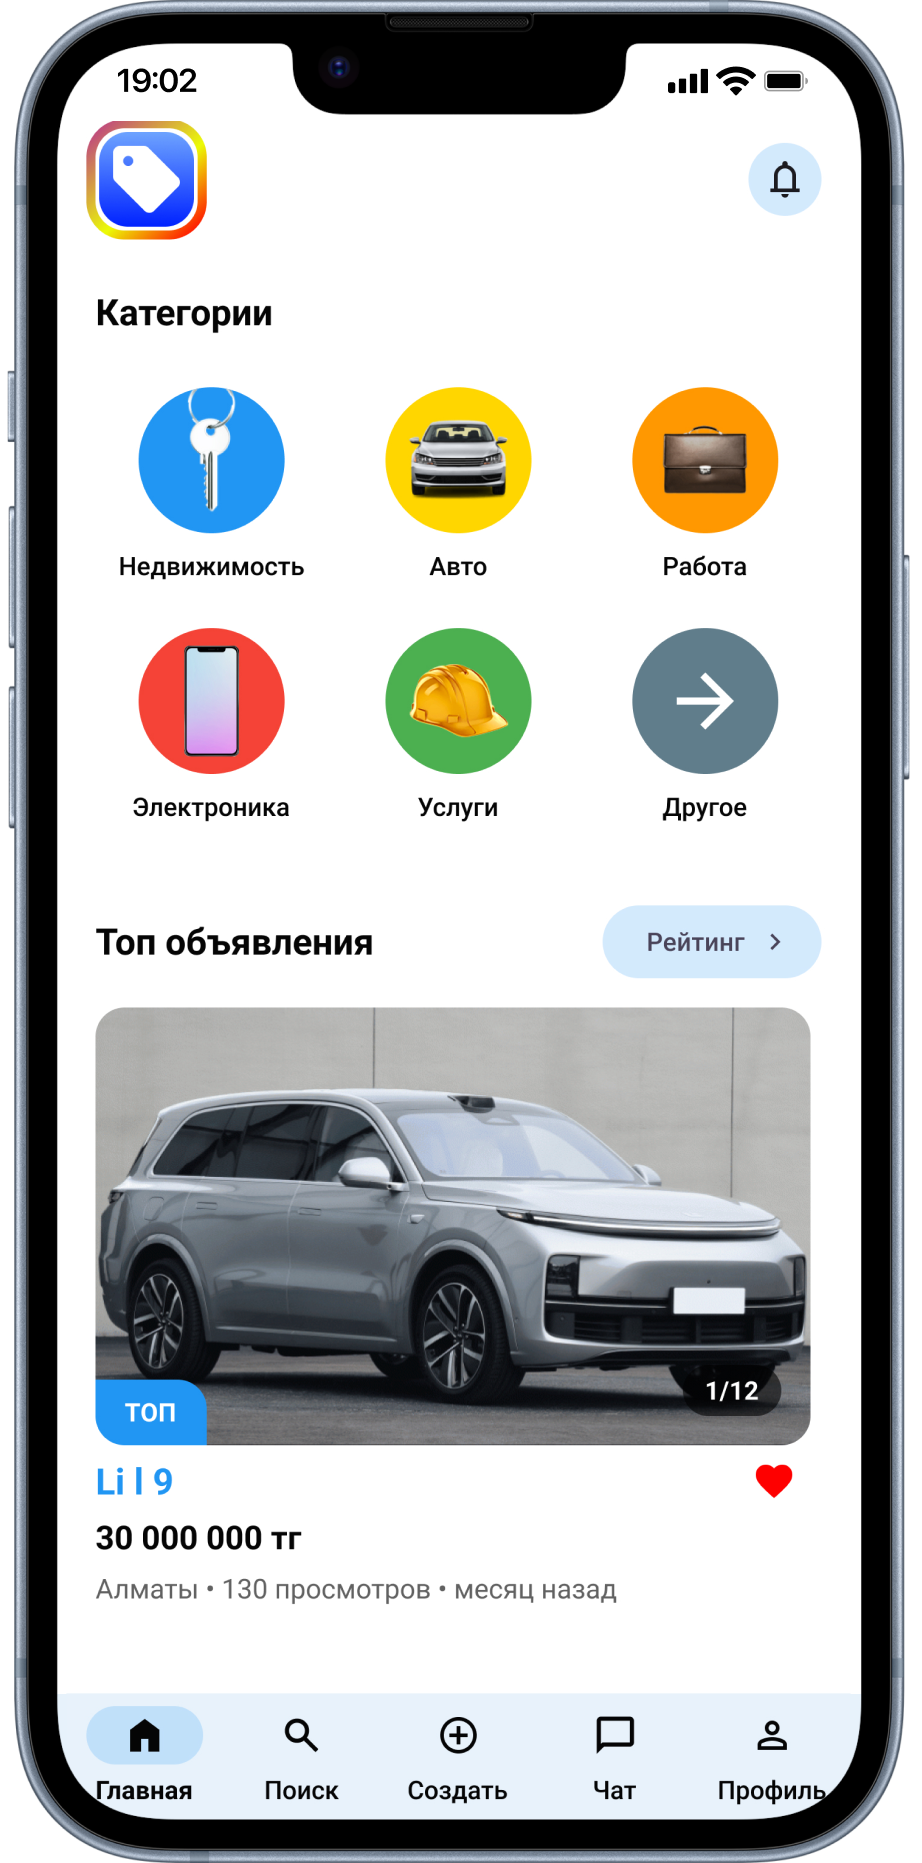 19:02
Категории
Недвижимость
Авто
Работа
Электроника
Услуги
Другое
Топ объявления
Рейтинг
1/12
ТОП
Li l 9
30 000 000 тг
Алматы • 130 просмотров • месяц назад
Главная
Поиск
Создать
Чат
Профиль